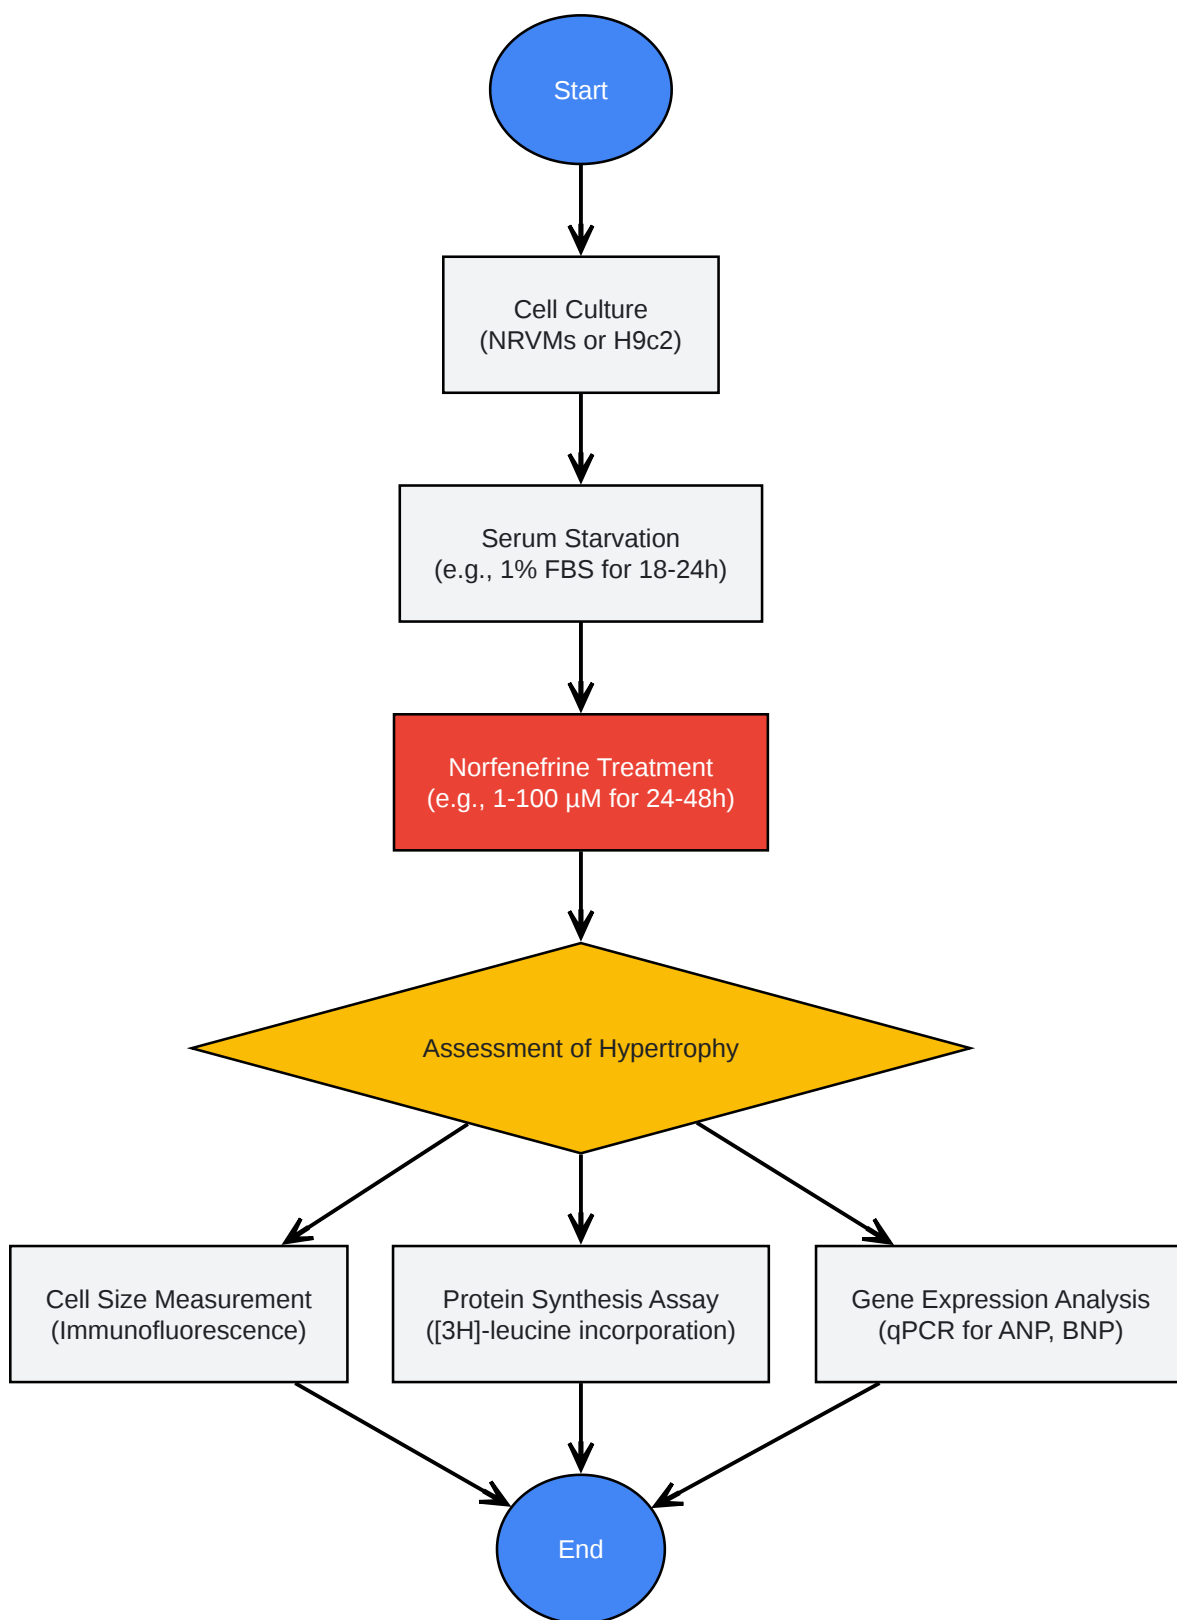 Start
Cell Culture
(NRVMs or H9c2)
Serum Starvation
(e.g., 1% FBS for 18-24h)
Norfenefrine Treatment
(e.g., 1-100 µM for 24-48h)
Assessment of Hypertrophy
Cell Size Measurement
(Immunofluorescence)
Protein Synthesis Assay
([3H]-leucine incorporation)
Gene Expression Analysis
(qPCR for ANP, BNP)
End